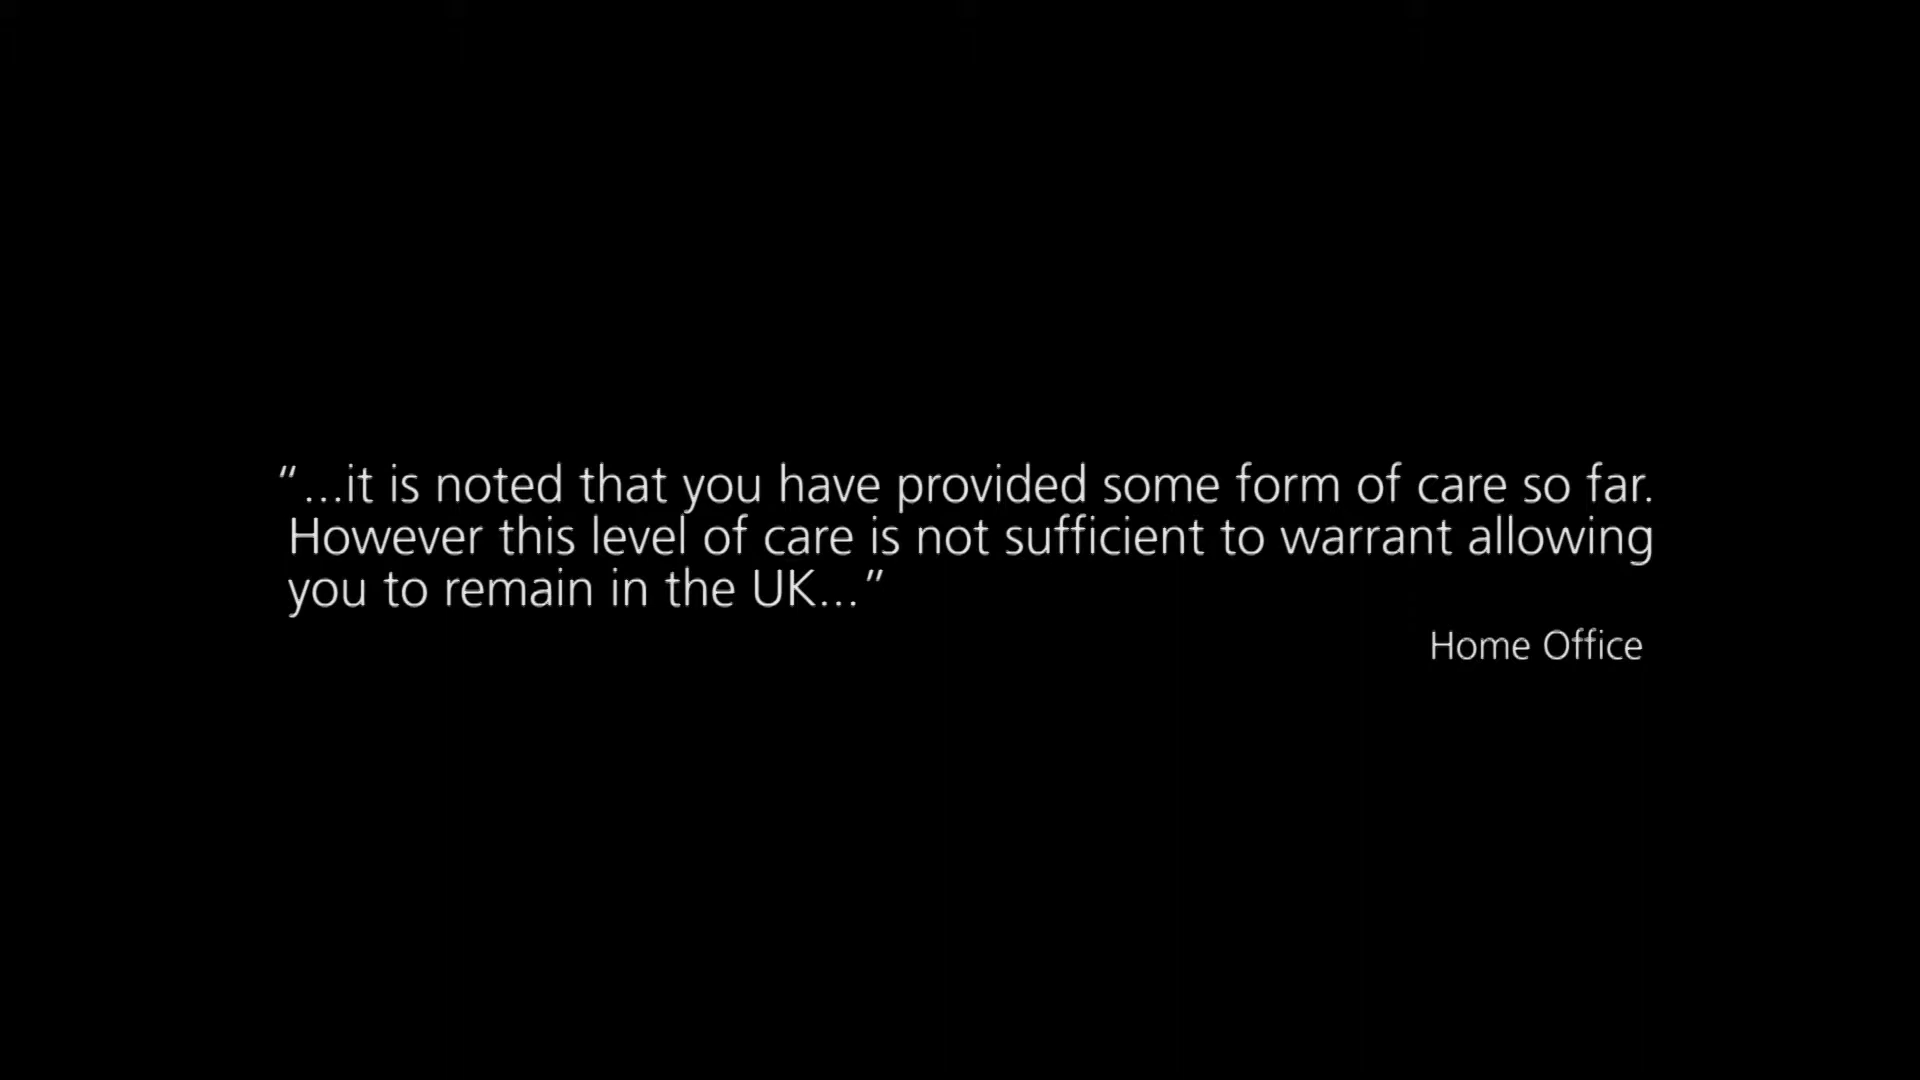 “...it is noted that you have provided some form of care so far.
However this level of care is not sufficient to warrant allowing
you to remain in the UK...”
Home Office